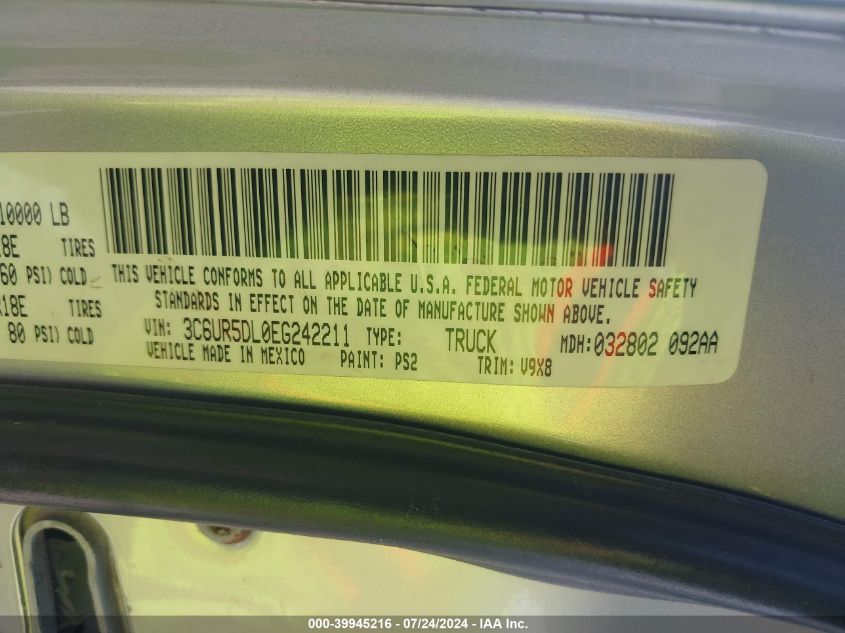 10000 LB
18E TIRES
60 PSI) COLD
R18E TIRES
80 PSI) COLD
THIS VEHICLE CONFORMS TO ALL APPLICABLE U.S.A. FEDERAL MOTOR VEHICLE SAFETY
STANDARDS IN EFFECT ON THE DATE OF MANUFACTURE SHOWN ABOVE.
VIN: 3C6UR5DL0EG242211 TYPE: TRUCK MDH: 032802 092AA
VEHICLE MADE IN MEXICO PAINT: PS2 TRIM: V9X8
000-39945216 - 07/24/2024 - IAA Inc.